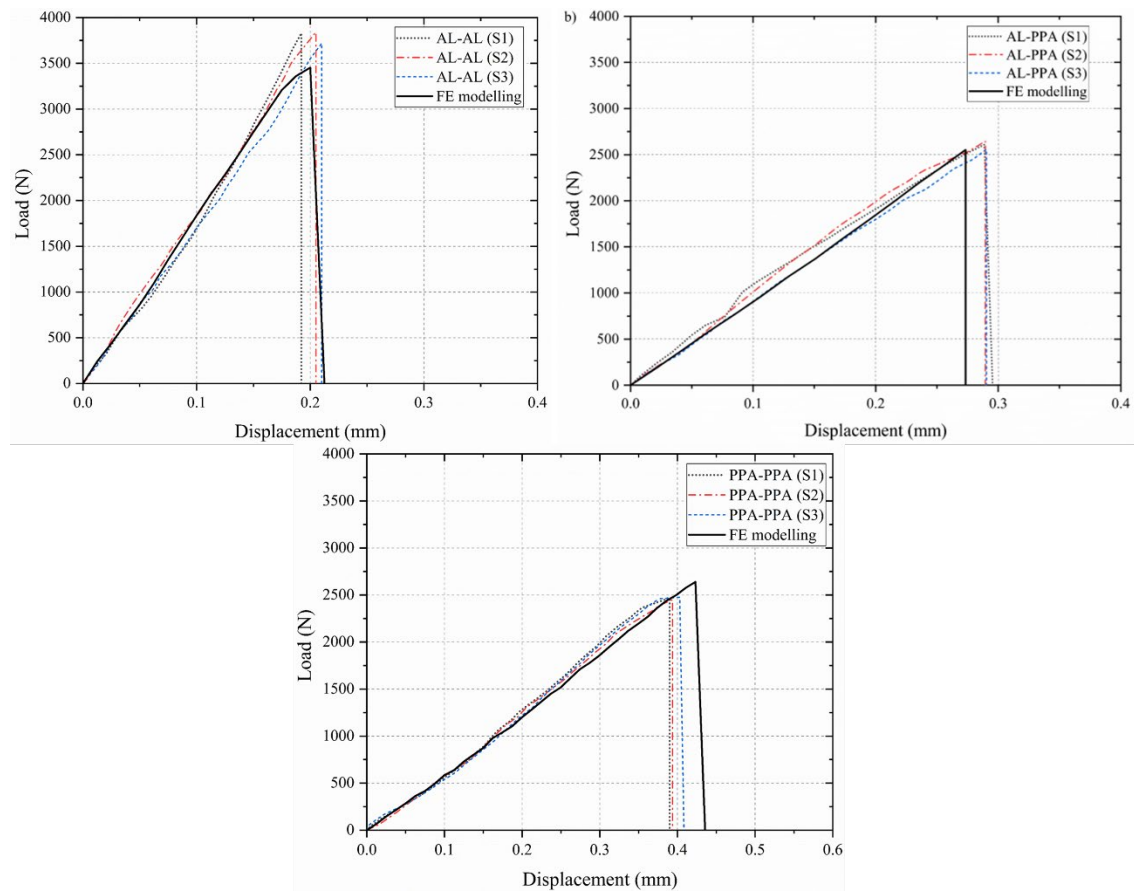 4000
3500
3000
2500
2000
1500
1000
500
0
Load (N)
AL-AL (S1)
AL-AL (S2)
AL-AL (S3)
FE modelling
0.0
0.1
0.2
0.3
0.4
Displacement (mm)
b)
4000
3500
3000
2500
2000
1500
1000
500
0
Load (N)
AL-PPA (S1)
AL-PPA (S2)
AL-PPA (S3)
FE modelling
0.0
0.1
0.2
0.3
0.4
Displacement (mm)
4000
3500
3000
2500
2000
1500
1000
500
0
Load (N)
PPA-PPA (S1)
PPA-PPA (S2)
PPA-PPA (S3)
FE modelling
0.0
0.1
0.2
0.3
0.4
0.5
0.6
Displacement (mm)